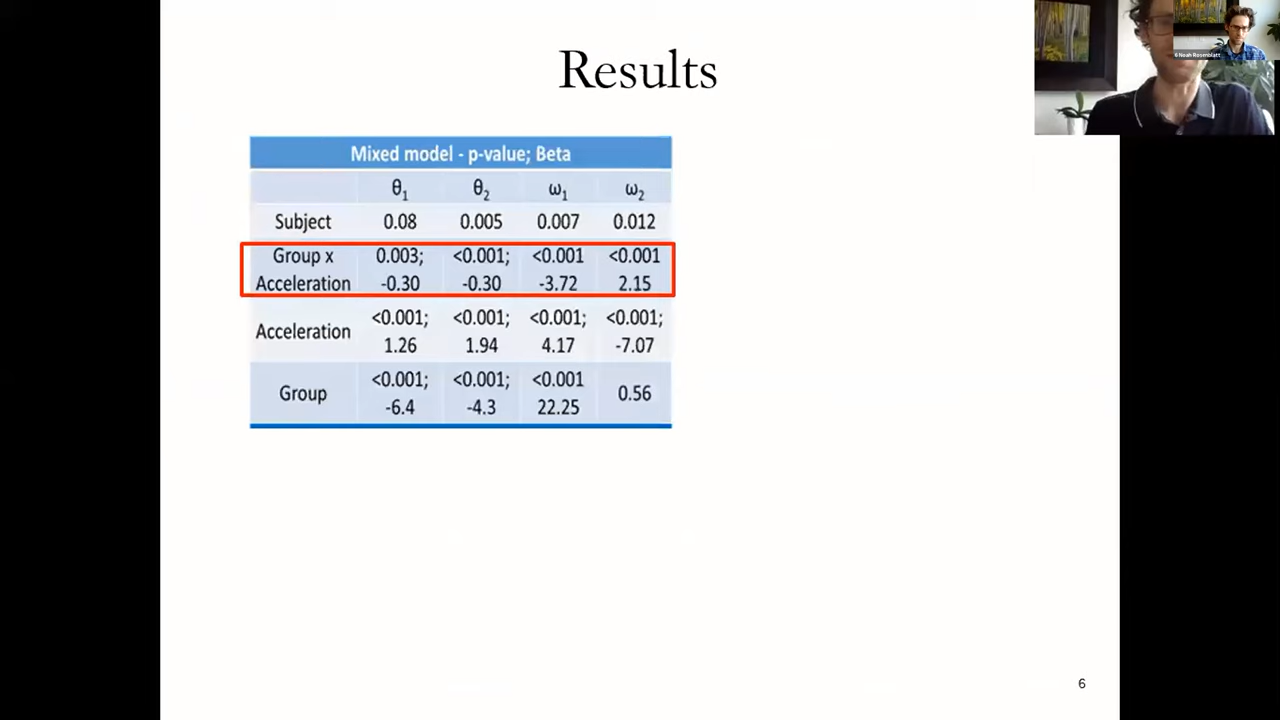 Results
6 Noah Rosenblatt
Mixed model - p-value; Beta
θ1 θ2 ω1 ω2
Subject 0.08 0.005 0.007 0.012
Group x 0.003; <0.001; <0.001 <0.001
Acceleration -0.30 -0.30 -3.72 2.15
<0.001; <0.001; <0.001; <0.001;
Acceleration
1.26 1.94 4.17 -7.07
<0.001; <0.001; <0.001
Group 0.56
-6.4 -4.3 22.25
6